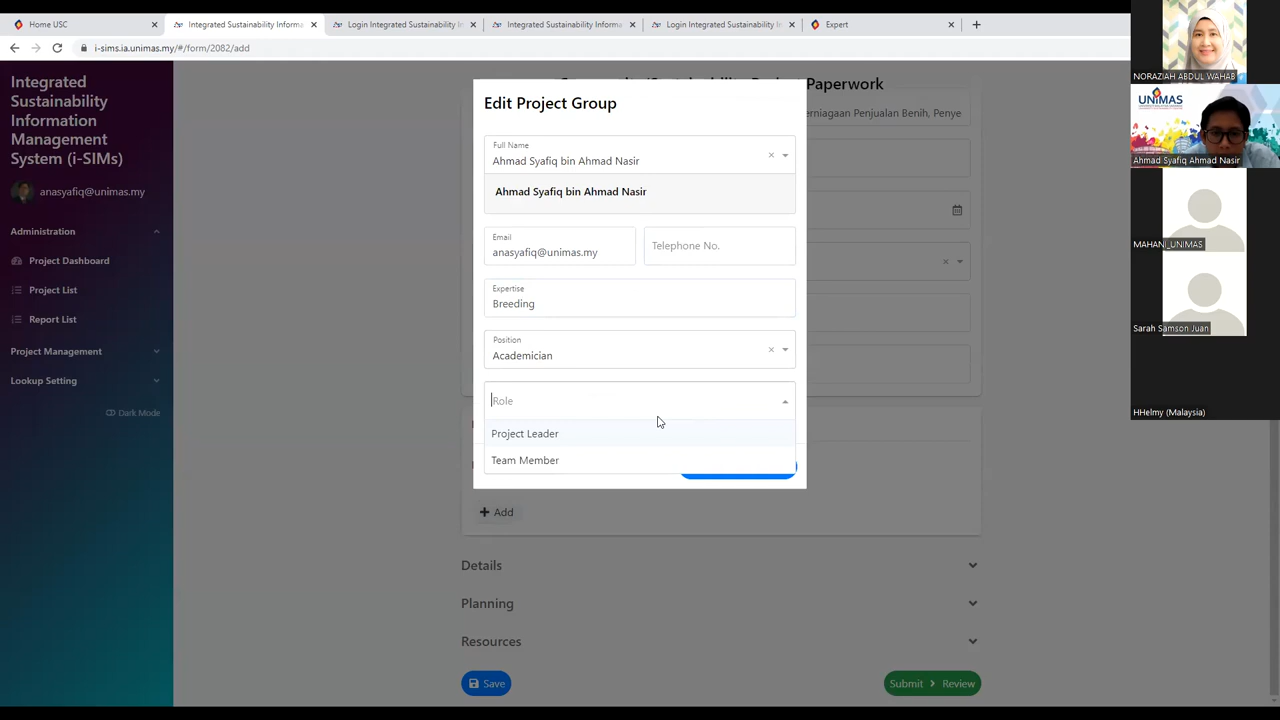 Home USC
Integrated Sustainability Informa
Login Integrated Sustainability In
Integrated Sustainability Informa
Login Integrated Sustainability In
Expert
i-sims.ia.unimas.my/#/form/2082/add
Integrated
Sustainability
Information
Management
System (i-SIMs)
anasyafiq@unimas.my
Administration
Project Dashboard
Project List
Report List
Project Management
Lookup Setting
Dark Mode
Paperwork
erniagaan Penjualan Benih, Penye
Edit Project Group
Full Name
Ahmad Syafiq bin Ahmad Nasir
Ahmad Syafiq bin Ahmad Nasir
Email
anasyafiq@unimas.my
Telephone No.
Expertise
Breeding
Position
Academician
Role
Project Leader
Team Member
Add
Details
Planning
Resources
Save
Submit
Review
NORAZIAH ABDUL WAHAB
UNIMAS
Ahmad Syafiq Ahmad Nasir
MAHANI_UNIMAS
Sarah Samson Juan
HHelmy (Malaysia)